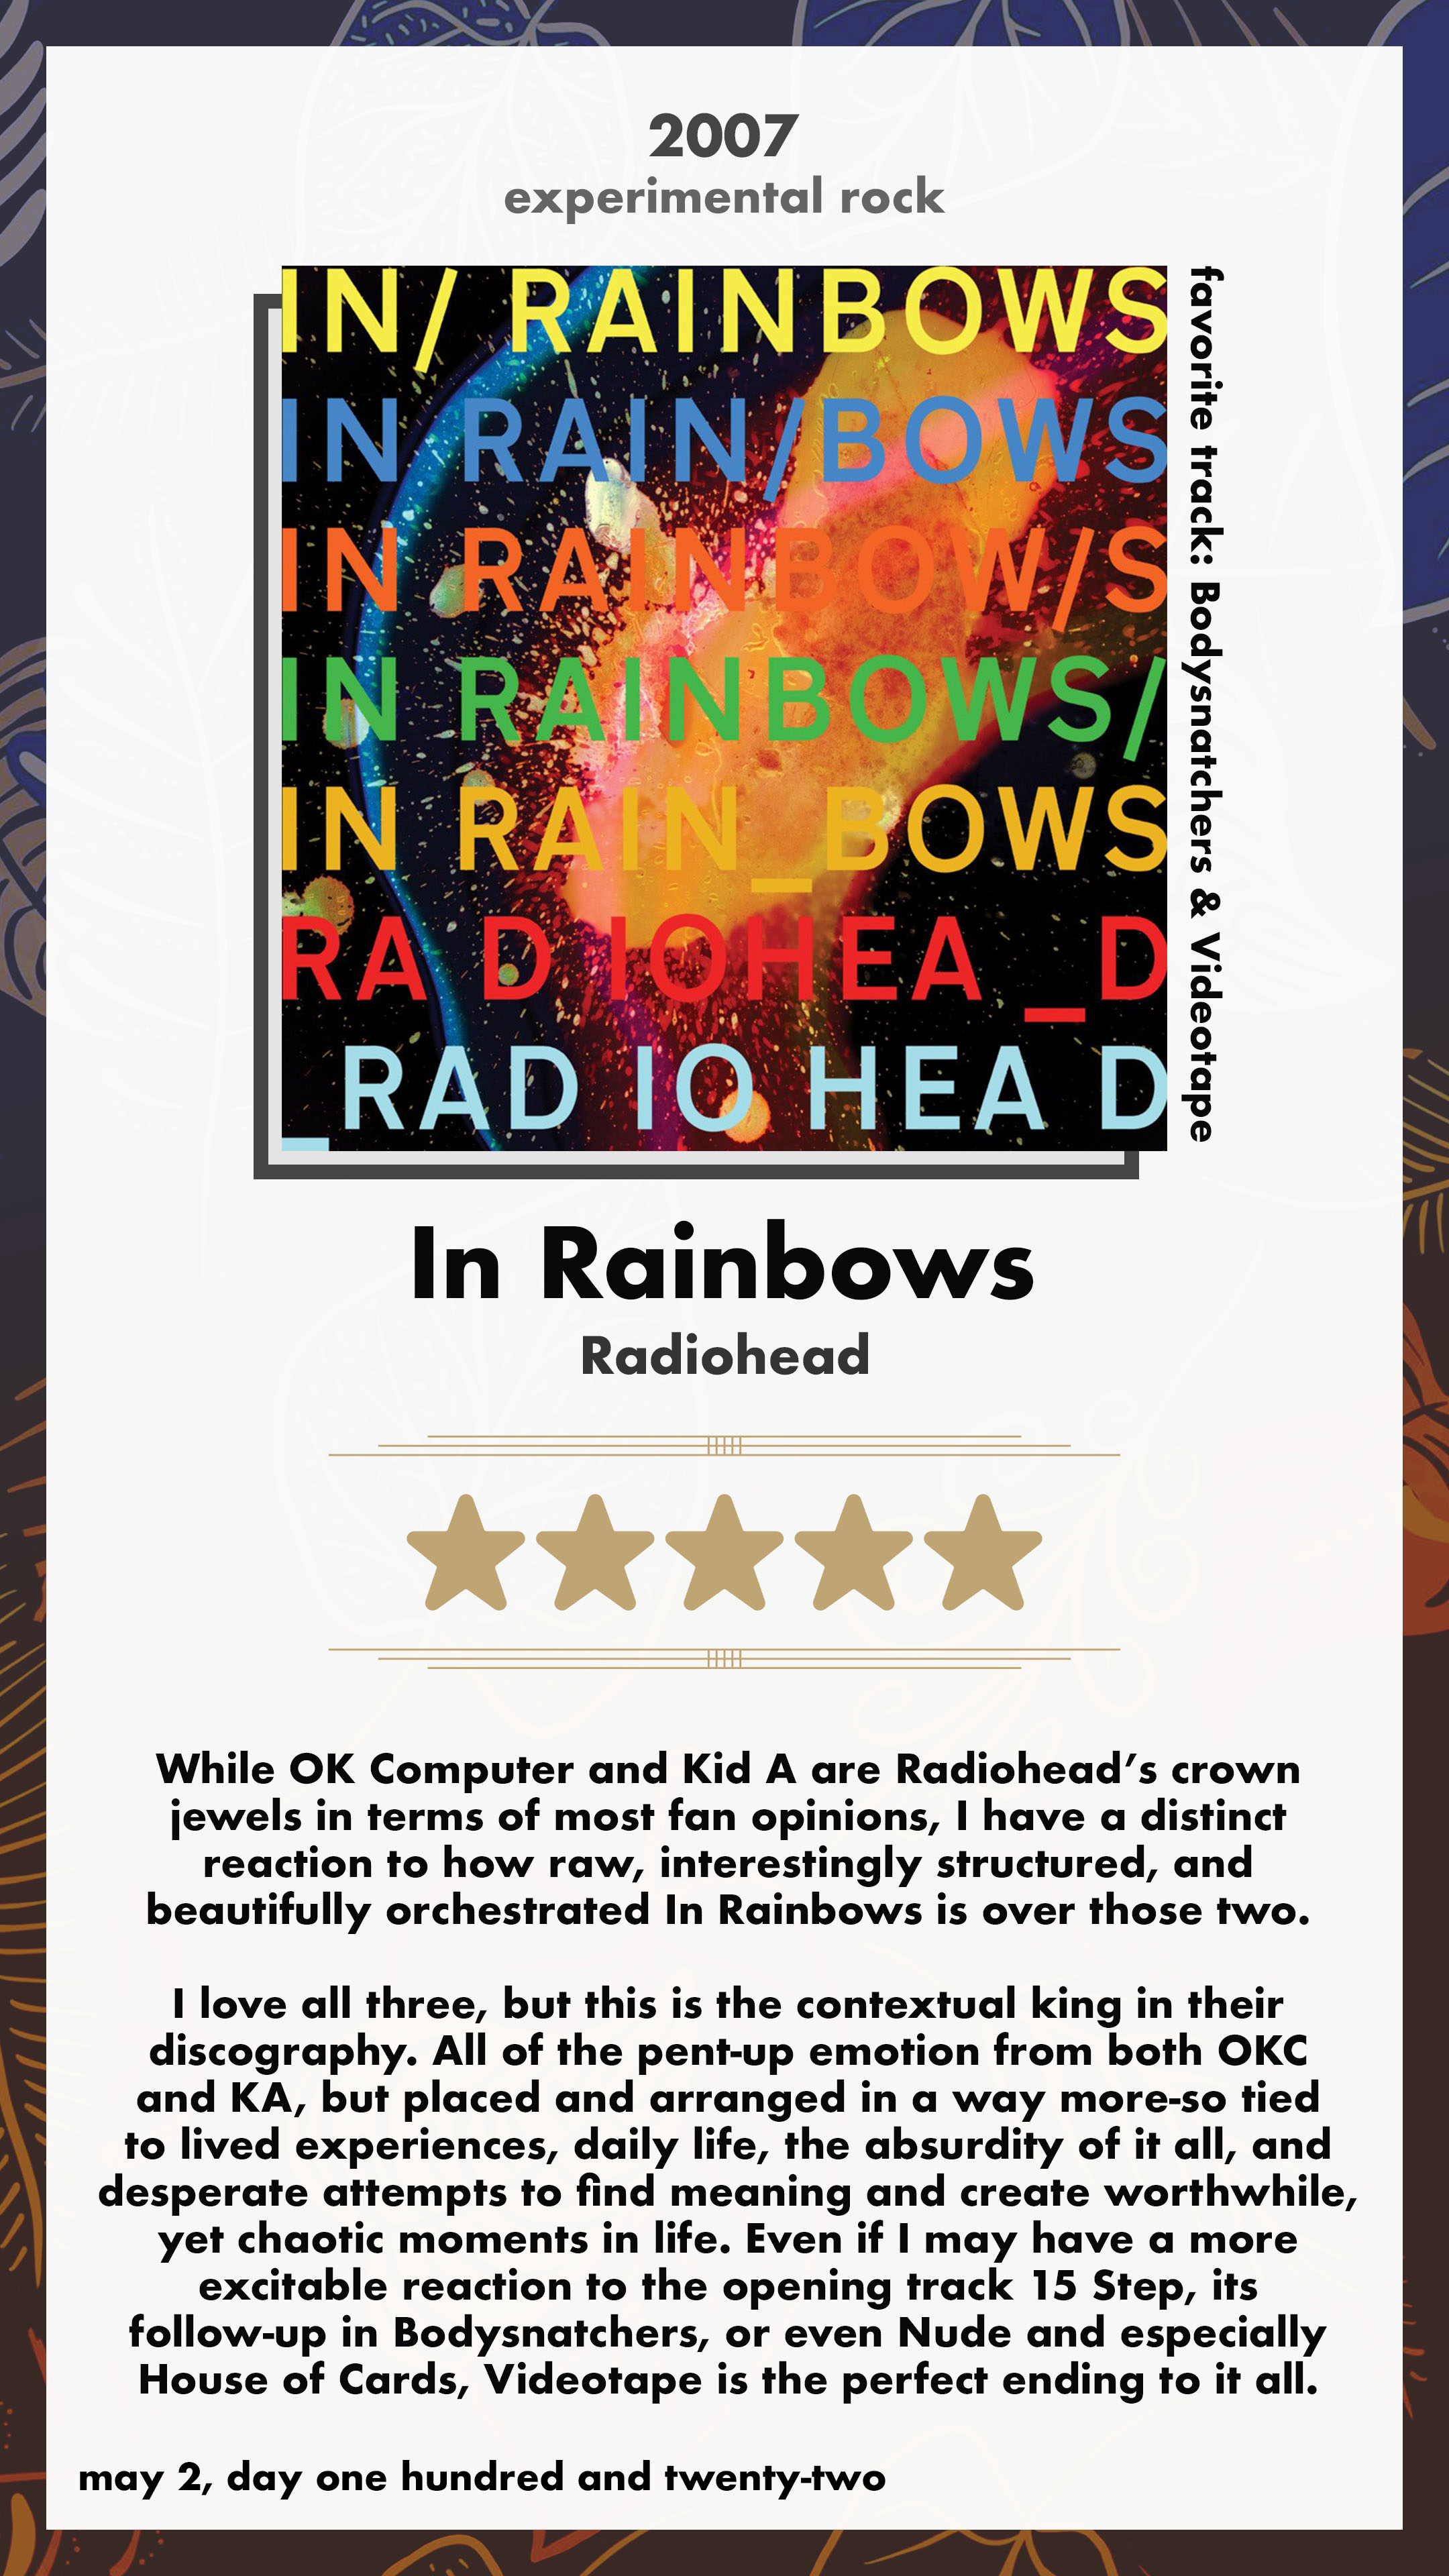 2007
experimental rock
IN/ RAINBOWS
IN RAIN/BOWS
IN RAINBOW/S
IN RAINBOWS/
IN RAIN_BOWS
RA D IOHEA _D
_RAD IO HEA D
favorite track: Bodysnatchers & Videotape
In Rainbows
Radiohead
While OK Computer and Kid A are Radiohead’s crown
jewels in terms of most fan opinions, I have a distinct
reaction to how raw, interestingly structured, and
beautifully orchestrated In Rainbows is over those two.
I love all three, but this is the contextual king in their
discography. All of the pent-up emotion from both OKC
and KA, but placed and arranged in a way more-so tied
to lived experiences, daily life, the absurdity of it all, and
desperate attempts to find meaning and create worthwhile,
yet chaotic moments in life. Even if I may have a more
excitable reaction to the opening track 15 Step, its
follow-up in Bodysnatchers, or even Nude and especially
House of Cards, Videotape is the perfect ending to it all.
may 2, day one hundred and twenty-two